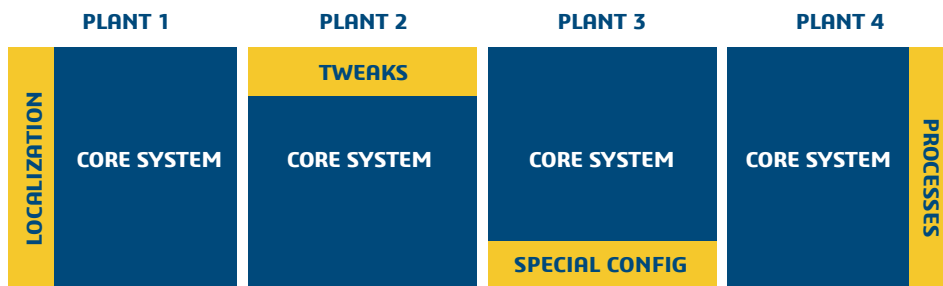 PLANT 1
PLANT 2
PLANT 3
PLANT 4
LOCALIZATION
CORE SYSTEM
TWEAKS
CORE SYSTEM
CORE SYSTEM
SPECIAL CONFIG
CORE SYSTEM
PROCESSES